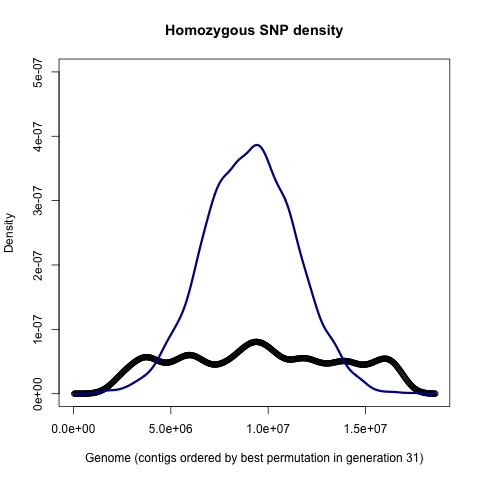 Homozygous SNP density
Density
5e-07
4e-07
3e-07
2e-07
1e-07
0e+00
0.0e+00 5.0e+06 1.0e+07 1.5e+07
Genome (contigs ordered by best permutation in generation 31)